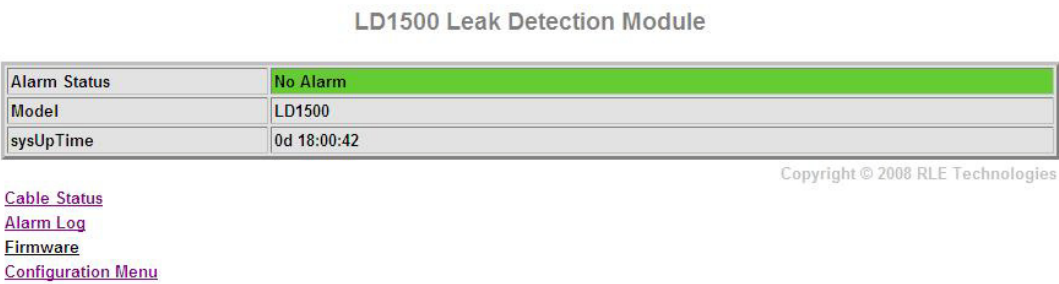 LD1500 Leak Detection Module
Alarm Status No Alarm
Model LD1500
sysUpTime 0d 18:00:42
Copyright © 2008 RLE Technologies
Cable Status
Alarm Log
Firmware
Configuration Menu